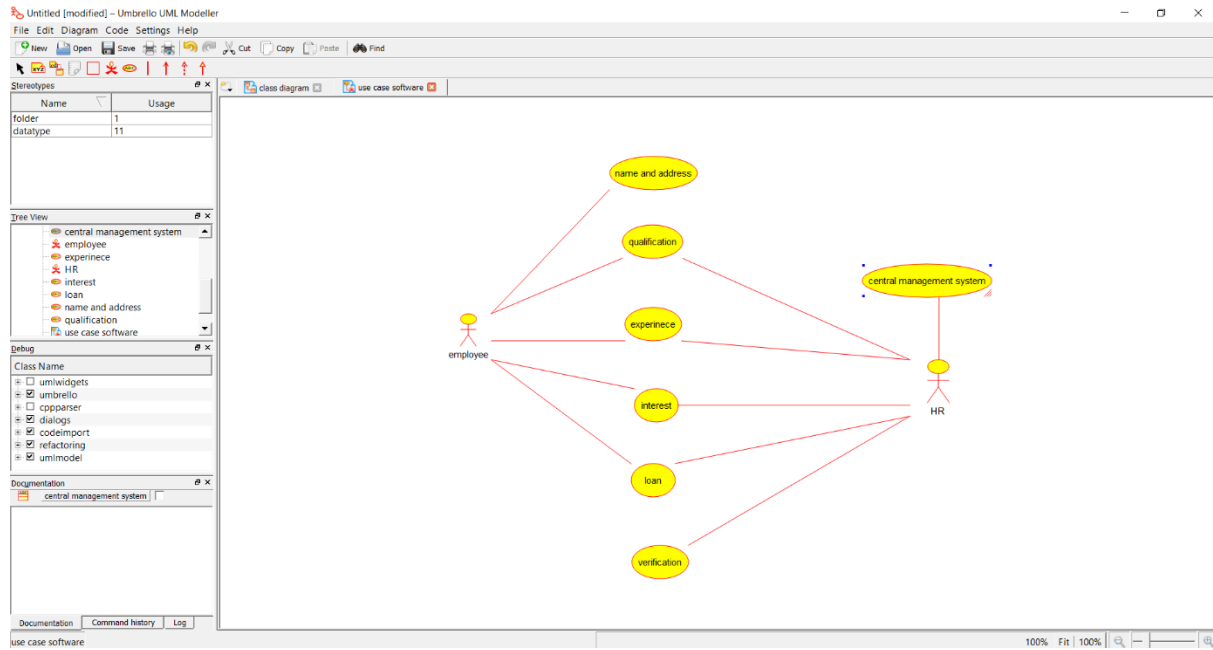 Untitled [modified] – Umbrello UML Modeller
File Edit Diagram Code Settings Help
New Open Save Cut Copy Paste Find
Stereotypes
class diagram
use case software
Name Usage
folder 1
datatype 11
Tree View
central management system
employee
experinece
HR
interest
loan
name and address
qualification
use case software
Debug
Class Name
umlwidgets
umbrello
cppparser
dialogs
codeimport
refactoring
umlmodel
Documentation
central management system
Documentation Command history Log
name and address
qualification
central management system
experinece
employee
interest
HR
loan
verification
use case software
100% Fit 100%